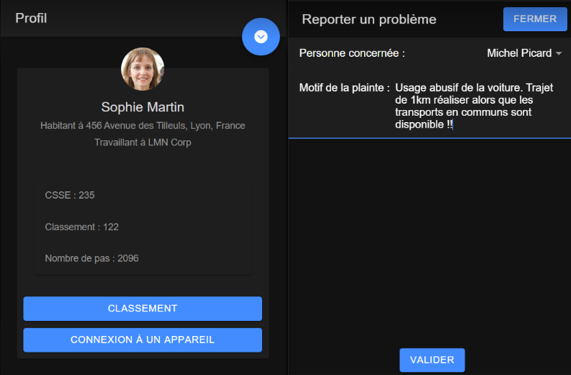 Profil
Sophie Martin
Habitant à 456 Avenue des Tilleuls, Lyon, France
Travaillant à LMN Corp
CSSE : 235
Classement : 122
Nombre de pas : 2096
CLASSEMENT
CONNEXION À UN APPAREIL
Reporter un problème
FERMER
Personne concernée : Michel Picard
Motif de la plainte : Usage abusif de la voiture. Trajet
de 1km réaliser alors que les
transports en communs sont
disponible !!
VALIDER